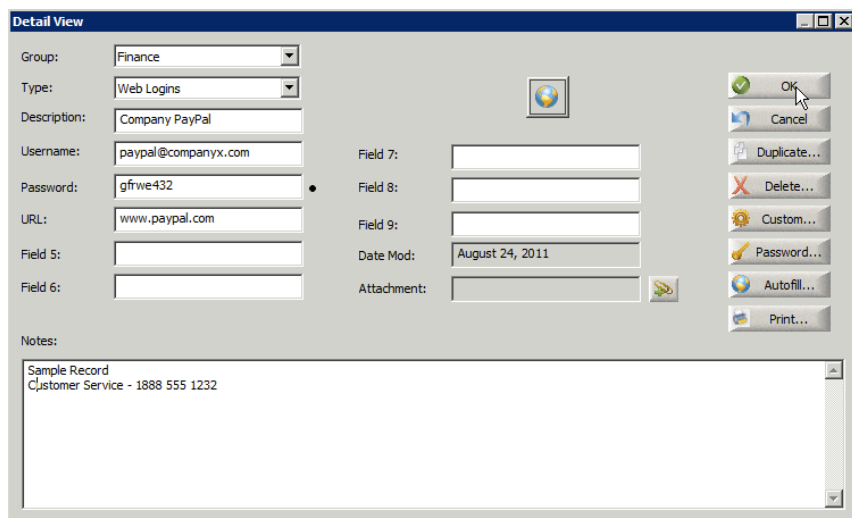 Detail View
Group: Finance
Type: Web Logins
OK
Description: Company PayPal
Cancel
Username: paypal@companyx.com
Field 7:
Duplicate...
Password: gfrwe432
Field 8:
Delete...
URL: www.paypal.com
Field 9:
Custom...
Field 5:
Date Mod: August 24, 2011
Password...
Field 6:
Attachment:
Autofill...
Print...
Notes:
Sample Record
Customer Service - 1888 555 1232